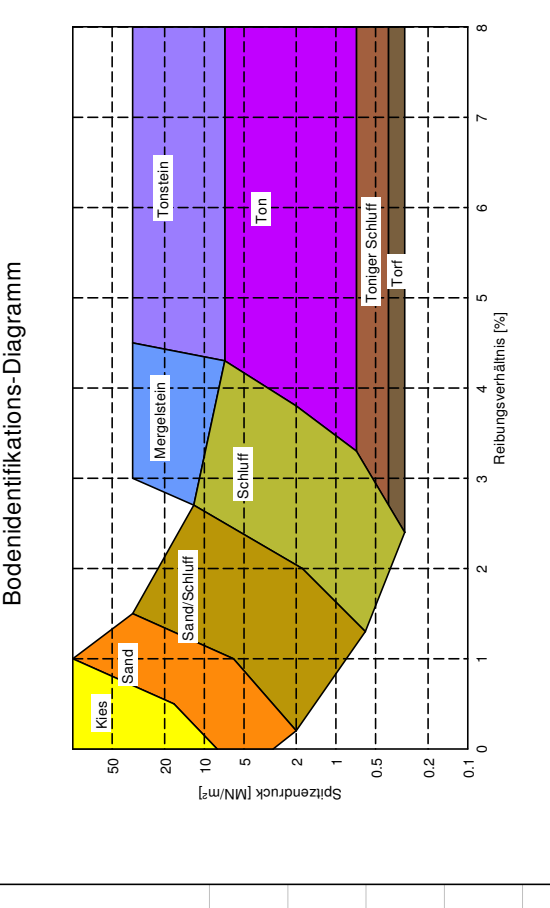 Bodenidentifikations-Diagramm
Spitzendruck [MN/m²]
50
20
10
5
2
1
0.5
0.2
0.1
Kies
Sand
Sand/Schluff
Mergelstein
Schluff
Tonstein
Ton
Toniger Schluff
Torf
0
1
2
3
4
5
6
7
8
Reibungsverhältnis [%]